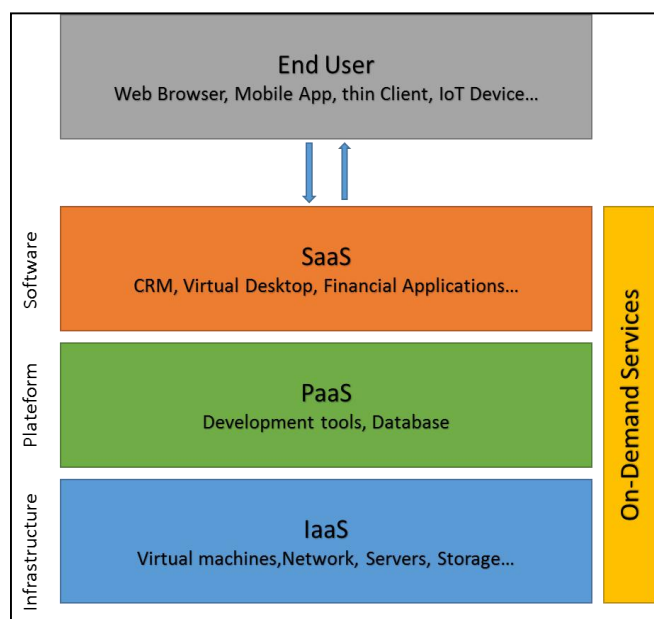 End User
Web Browser, Mobile App, thin Client, IoT Device...
Software
SaaS
CRM, Virtual Desktop, Financial Applications...
Plateform
PaaS
Development tools, Database
Infrastructure
IaaS
Virtual machines,Network, Servers, Storage...
On-Demand Services